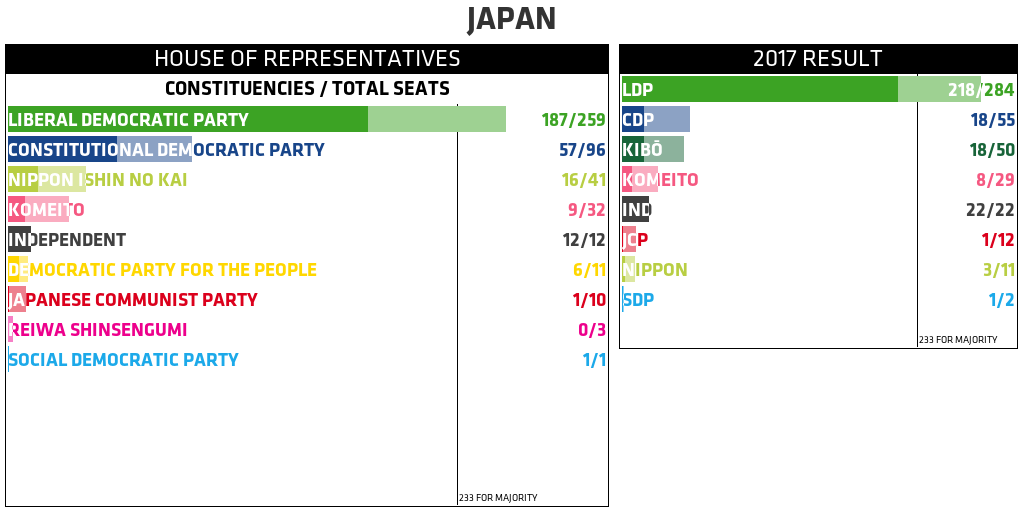 JAPAN
HOUSE OF REPRESENTATIVES
CONSTITUENCIES / TOTAL SEATS
LIBERAL DEMOCRATIC PARTY 187/259
CONSTITUTIONAL DEMOCRATIC PARTY 57/96
NIPPON ISHIN NO KAI 16/41
KOMEITO 9/32
INDEPENDENT 12/12
DEMOCRATIC PARTY FOR THE PEOPLE 6/11
JAPANESE COMMUNIST PARTY 1/10
REIWA SHINSENGUMI 0/3
SOCIAL DEMOCRATIC PARTY 1/1
233 FOR MAJORITY
2017 RESULT
LDP 218/284
CDP 18/55
KIBŌ 18/50
KOMEITO 8/29
IND 22/22
JCP 1/12
NIPPON 3/11
SDP 1/2
233 FOR MAJORITY